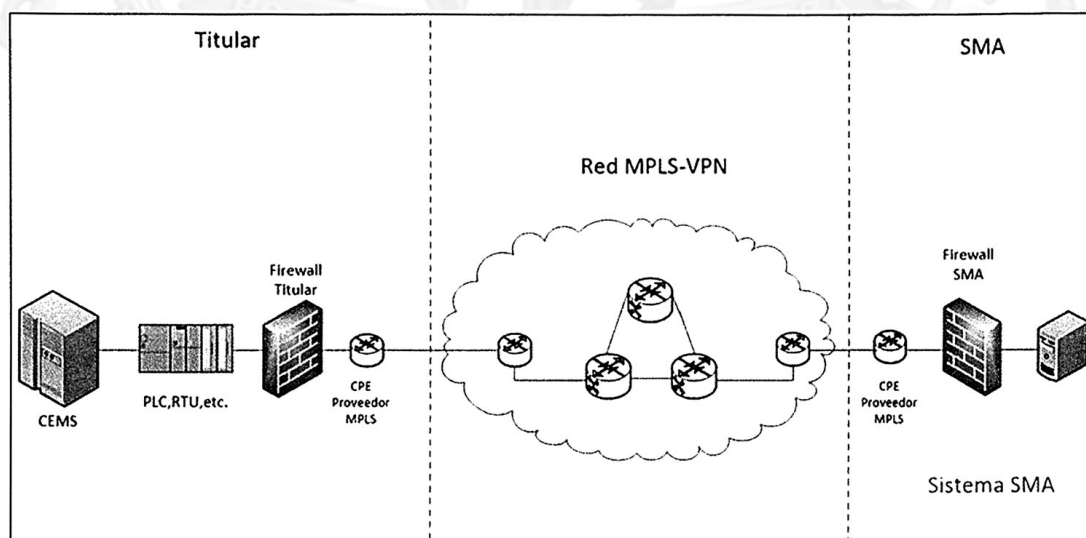 Titular
SMA
Red MPLS-VPN
Firewall
Titular
Firewall
SMA
CEMS
PLC,RTU,etc.
CPE
Proveedor
MPLS
CPE
Proveedor
MPLS
Sistema SMA